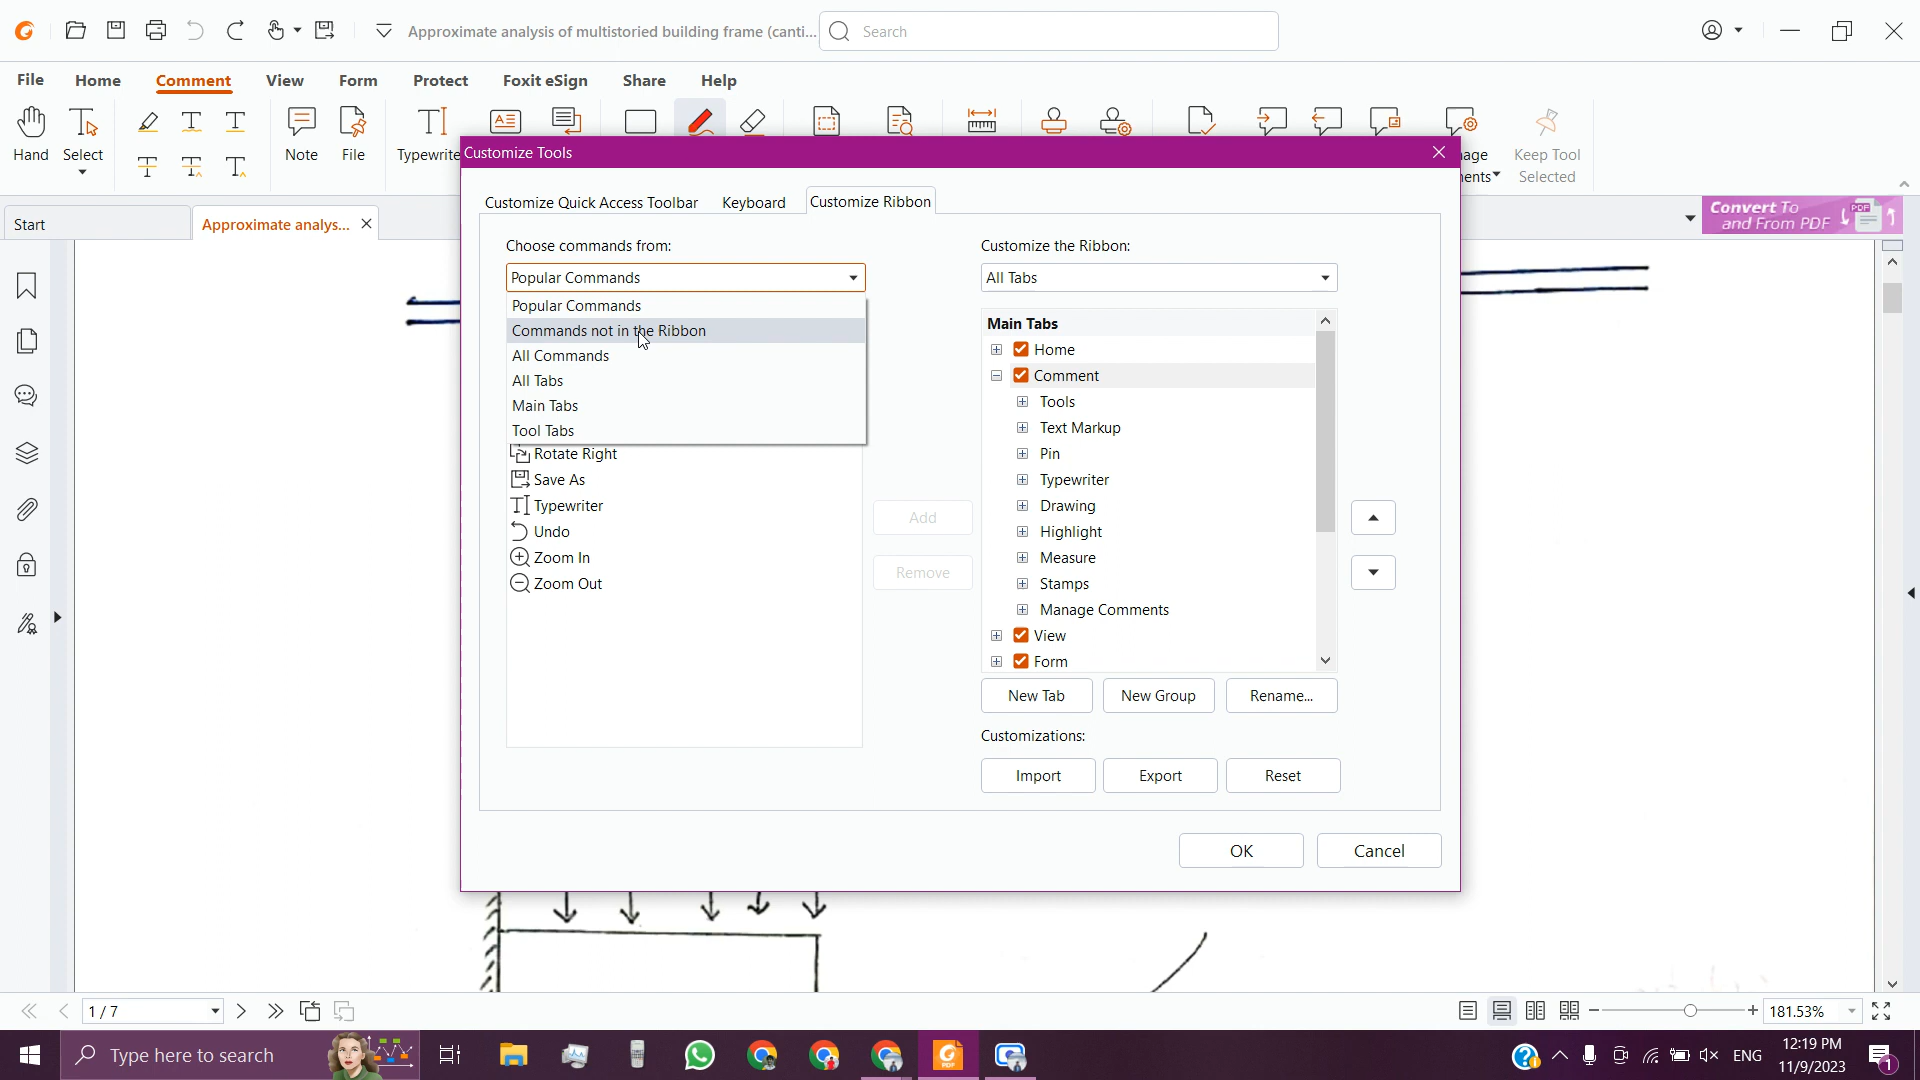 Approximate analysis of multistoried building frame (canti...
Search
File
Home
Comment
View
Form
Protect
Foxit eSign
Share
Help
Hand
Select
Note
File
Typewrite
Keep Tool
Selected
Start
Approximate analys...
Convert To
and From PDF
PDF
Customize Tools
Customize Quick Access Toolbar
Keyboard
Customize Ribbon
Choose commands from:
Popular Commands
Popular Commands
Commands not in the Ribbon
All Commands
All Tabs
Main Tabs
Tool Tabs
Rotate Right
Save As
Typewriter
Undo
Zoom In
Zoom Out
Add
Remove
Customize the Ribbon:
All Tabs
Main Tabs
Home
Comment
Tools
Text Markup
Pin
Typewriter
Drawing
Highlight
Measure
Stamps
Manage Comments
View
Form
New Tab
New Group
Rename...
Customizations:
Import
Export
Reset
OK
Cancel
1 / 7
181.53%
Type here to search
ENG
12:19 PM
11/9/2023
1